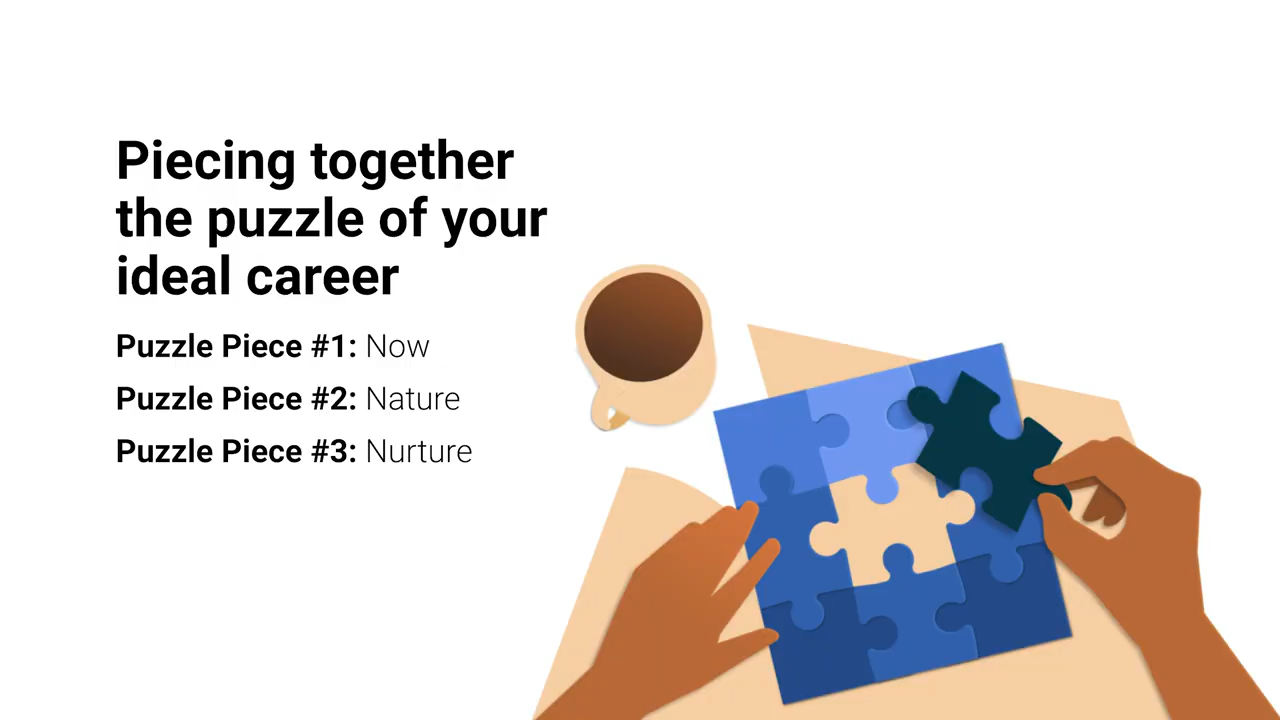 Piecing together
the puzzle of your
ideal career
Puzzle Piece #1: Now
Puzzle Piece #2: Nature
Puzzle Piece #3: Nurture